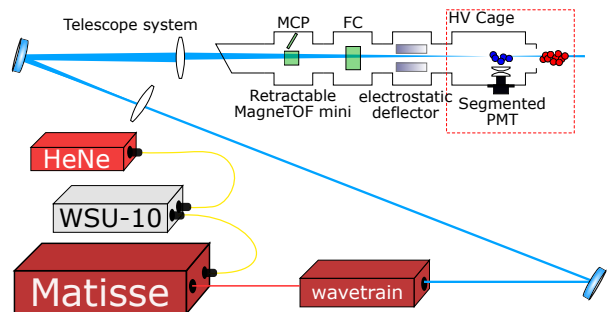 HV Cage
MCP
FC
Telescope system
Retractable
MagneTOF mini
electrostatic
deflector
Segmented
PMT
HeNe
WSU-10
Matisse
wavetrain